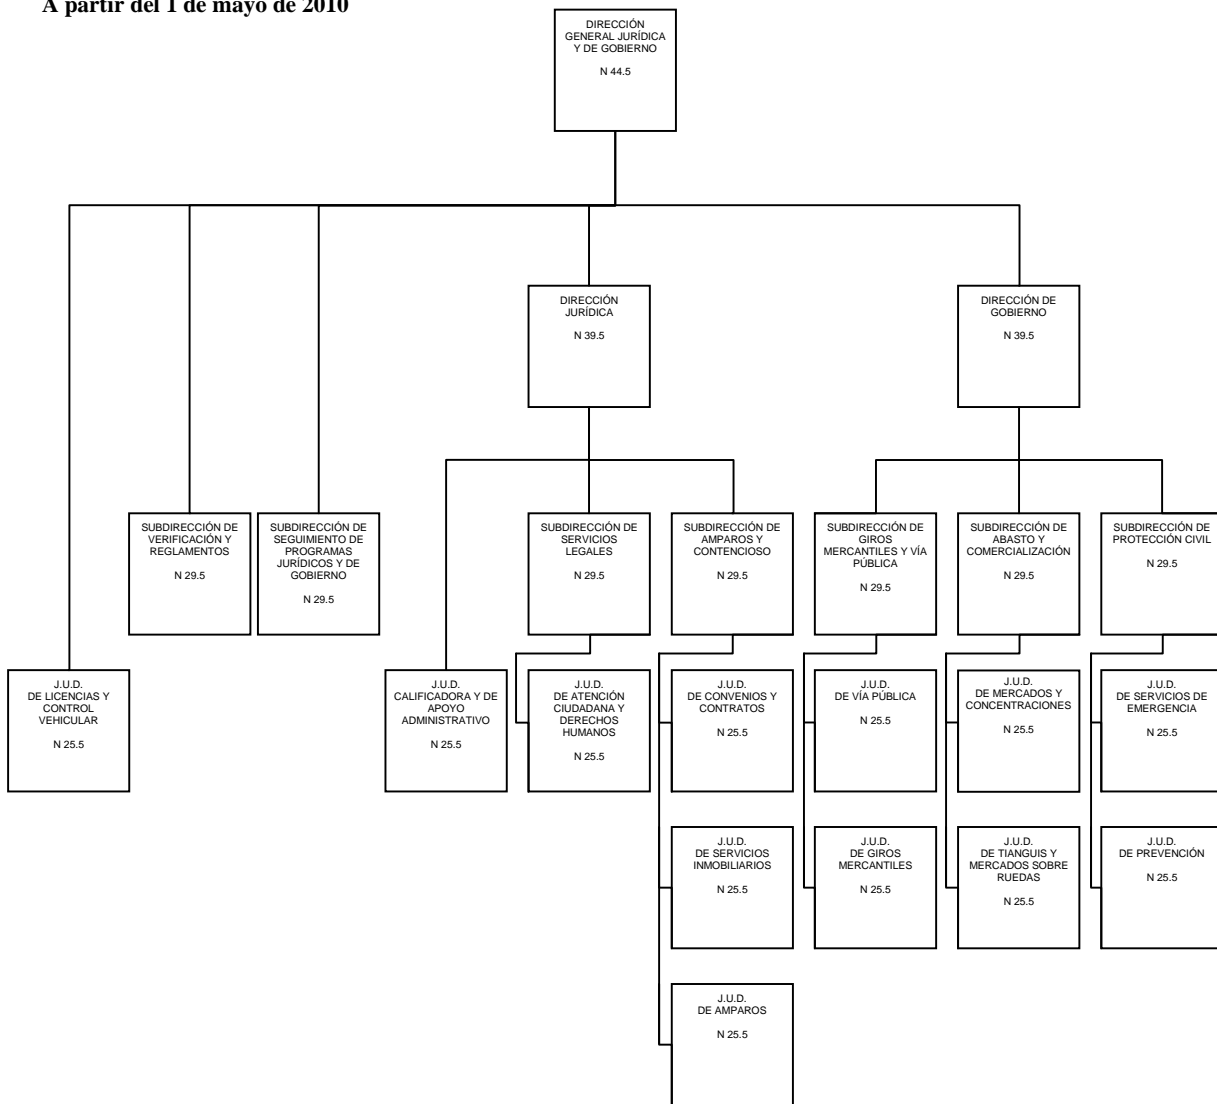 A partir del 1 de mayo de 2010
DIRECCIÓN
GENERAL JURÍDICA
Y DE GOBIERNO
N 44.5
DIRECCIÓN
JURÍDICA
N 39.5
DIRECCIÓN DE
GOBIERNO
N 39.5
SUBDIRECCIÓN DE
VERIFICACIÓN Y
REGLAMENTOS
N 29.5
SUBDIRECCIÓN DE
SEGUIMIENTO DE
PROGRAMAS
JURÍDICOS Y DE
GOBIERNO
N 29.5
SUBDIRECCIÓN DE
SERVICIOS
LEGALES
N 29.5
SUBDIRECCIÓN DE
AMPAROS Y
CONTENCIOSO
N 29.5
SUBDIRECCIÓN DE
GIROS
MERCANTILES Y VÍA
PÚBLICA
N 29.5
SUBDIRECCIÓN DE
ABASTO Y
COMERCIALIZACIÓN
N 29.5
SUBDIRECCIÓN DE
PROTECCIÓN CIVIL
N 29.5
J.U.D.
DE LICENCIAS Y
CONTROL
VEHICULAR
N 25.5
J.U.D.
CALIFICADORA Y DE
APOYO
ADMINISTRATIVO
N 25.5
J.U.D.
DE ATENCIÓN
CIUDADANA Y
DERECHOS
HUMANOS
N 25.5
J.U.D.
DE CONVENIOS Y
CONTRATOS
N 25.5
J.U.D.
DE VÍA PÚBLICA
N 25.5
J.U.D.
DE MERCADOS Y
CONCENTRACIONES
N 25.5
J.U.D.
DE SERVICIOS DE
EMERGENCIA
N 25.5
J.U.D.
DE SERVICIOS
INMOBILIARIOS
N 25.5
J.U.D.
DE GIROS
MERCANTILES
N 25.5
J.U.D.
DE TIANGUIS Y
MERCADOS SOBRE
RUEDAS
N 25.5
J.U.D.
DE PREVENCIÓN
N 25.5
J.U.D.
DE AMPAROS
N 25.5